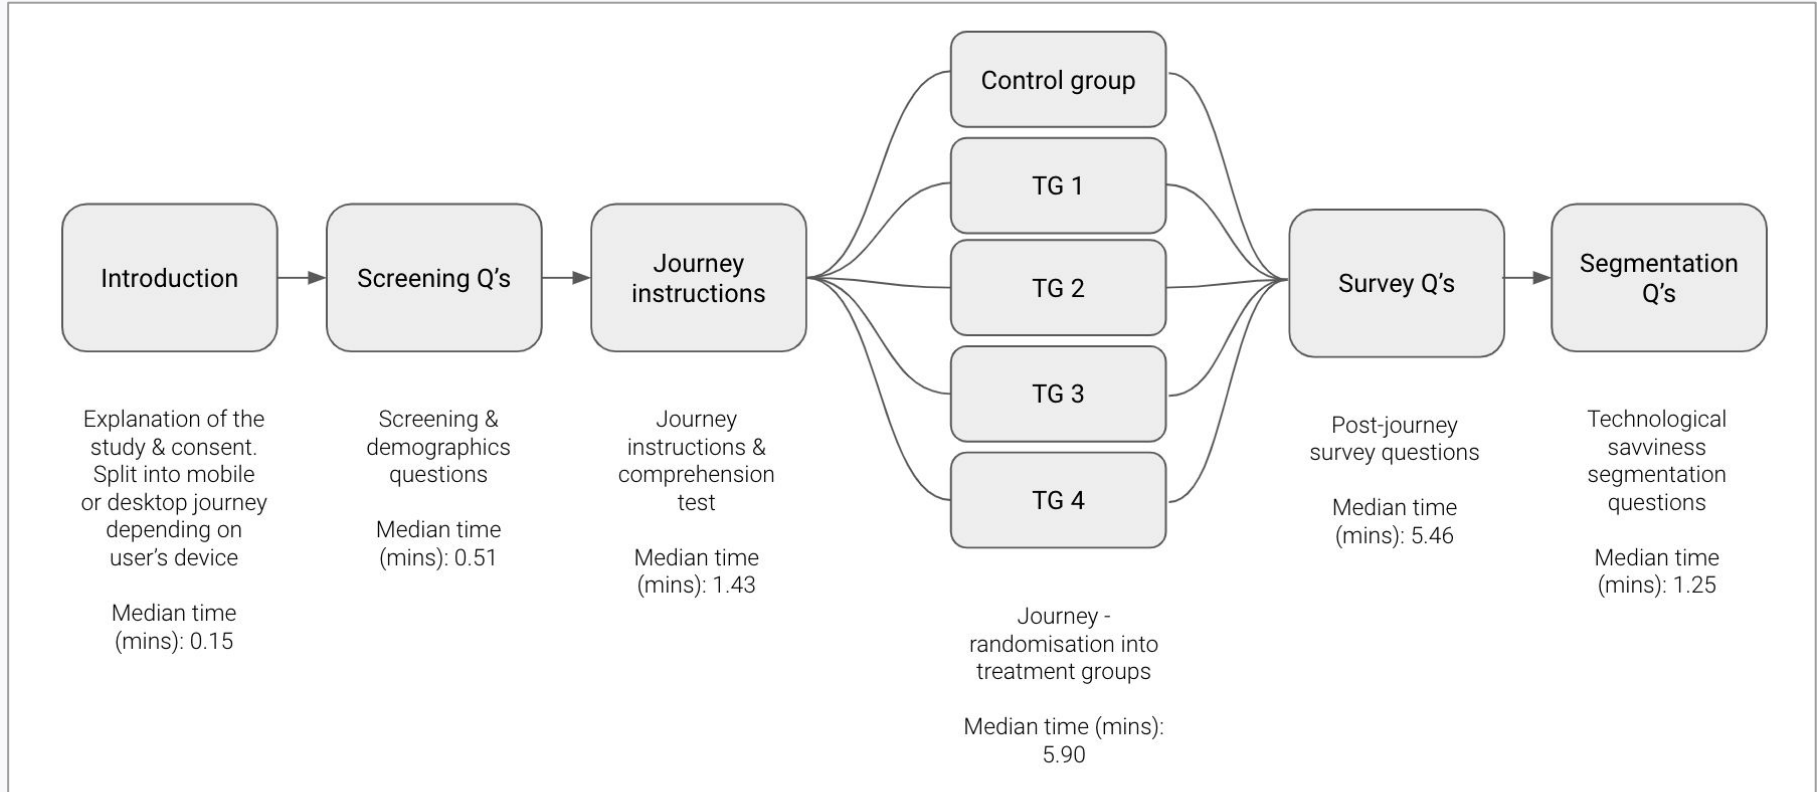 Control group
TG 1
TG 2
TG 3
TG 4
Introduction
Screening Q’s
Journey
instructions
Survey Q’s
Segmentation
Q’s
Explanation of the
study & consent.
Split into mobile
or desktop journey
depending on
user’s device
Median time
(mins): 0.15
Screening &
demographics
questions
Median time
(mins): 0.51
Journey
instructions &
comprehension
test
Median time
(mins): 1.43
Journey -
randomisation into
treatment groups
Median time (mins):
5.90
Post-journey
survey questions
Median time
(mins): 5.46
Technological
savviness
segmentation
questions
Median time
(mins): 1.25